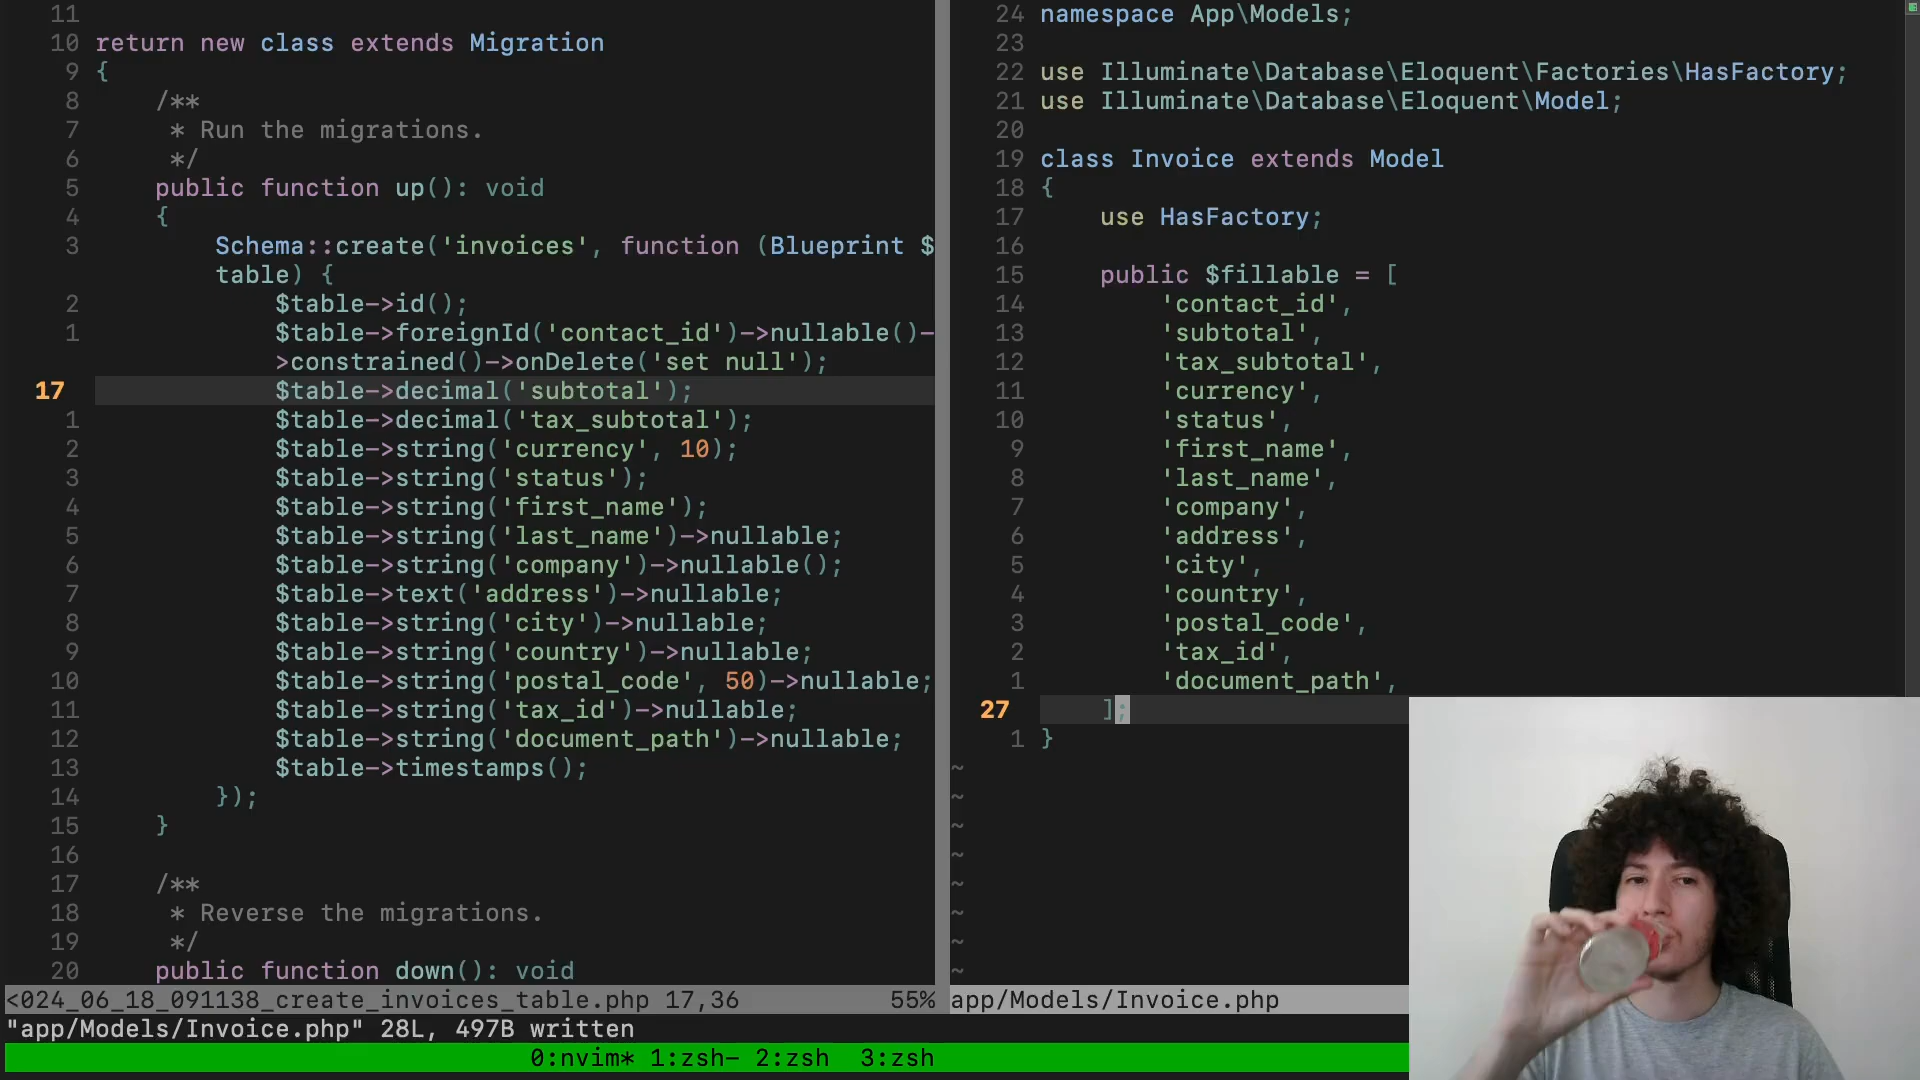 11
10 return new class extends Migration
9 {
8 /**
7 * Run the migrations.
6 */
5 public function up(): void
4 {
3 Schema::create('invoices', function (Blueprint $
table) {
2 $table->id();
1 $table->foreignId('contact_id')->nullable()-
>constrained()->onDelete('set null');
17 $table->decimal('subtotal');
1 $table->decimal('tax_subtotal');
2 $table->string('currency', 10);
3 $table->string('status');
4 $table->string('first_name');
5 $table->string('last_name')->nullable;
6 $table->string('company')->nullable();
7 $table->text('address')->nullable;
8 $table->string('city')->nullable;
9 $table->string('country')->nullable;
10 $table->string('postal_code', 50)->nullable;
11 $table->string('tax_id')->nullable;
12 $table->string('document_path')->nullable;
13 $table->timestamps();
14 });
15 }
16
17 /**
18 * Reverse the migrations.
19 */
20 public function down(): void
<024_06_18_091138_create_invoices_table.php 17,36 55%
24 namespace App\Models;
23
22 use Illuminate\Database\Eloquent\Factories\HasFactory;
21 use Illuminate\Database\Eloquent\Model;
20
19 class Invoice extends Model
18 {
17 use HasFactory;
16
15 public $fillable = [
14 'contact_id',
13 'subtotal',
12 'tax_subtotal',
11 'currency',
10 'status',
9 'first_name',
8 'last_name',
7 'company',
6 'address',
5 'city',
4 'country',
3 'postal_code',
2 'tax_id',
1 'document_path',
27 ];
1 }
~
~
~
~
~
~
~
~
app/Models/Invoice.php
"app/Models/Invoice.php" 28L, 497B written
0:nvim* 1:zsh- 2:zsh 3:zsh